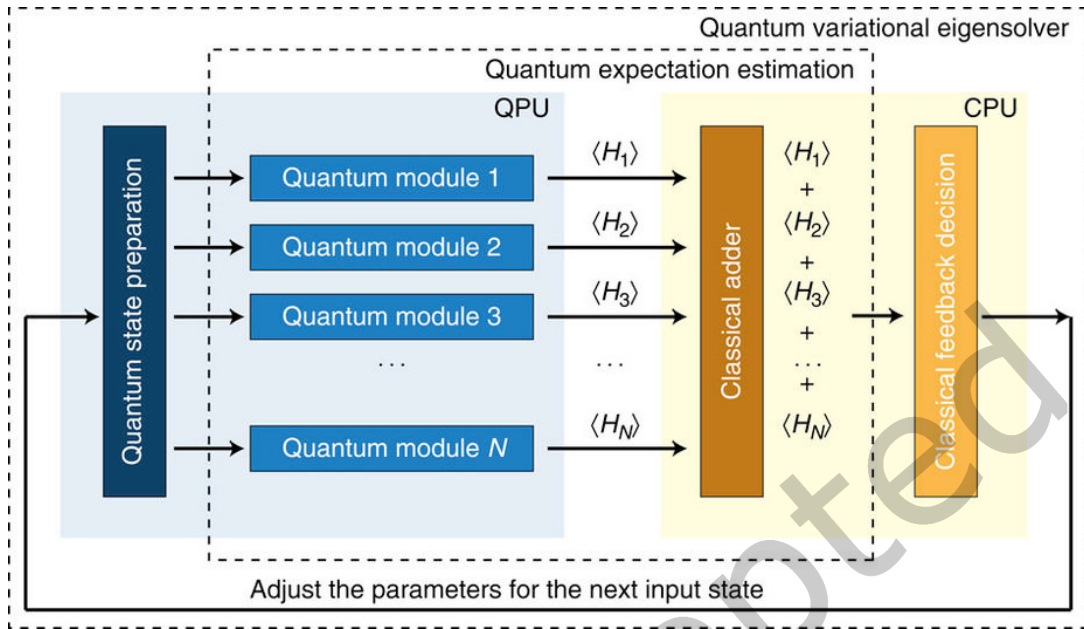 Quantum variational eigensolver
Quantum expectation estimation
QPU
CPU
Quantum state preparation
Quantum module 1
Quantum module 2
Quantum module 3
...
Quantum module N
⟨H₁⟩
⟨H₂⟩
⟨H₃⟩
...
⟨Hₙ⟩
Classical adder
⟨H₁⟩
+
⟨H₂⟩
+
⟨H₃⟩
+
...
+
⟨Hₙ⟩
Classical feedback decision
Adjust the parameters for the next input state
pted